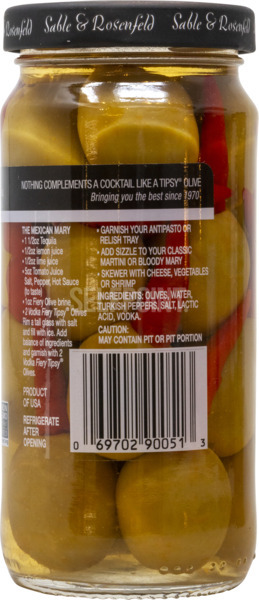 Rosenfeld Sable & Rosenfeld
NOTHING COMPLEMENTS A COCKTAIL LIKE A TIPSY® OLIVE
Bringing you the best since 1970
THE MEXICAN MARY
• 1 1/2oz Tequila
• 1/2oz lemon juice
• 1/2oz lime juice
• 5oz Tomato Juice
Salt, Pepper, Hot Sauce
(to taste)
• 1oz Fiery Olive brine,
• 2 Vodka Fiery Tipsy® Olives
Rim a tall glass with salt
and fill with ice. Add
balance of ingredients
and garnish with 2
Vodka Fiery Tipsy®
Olives.
PRODUCT
OF USA
REFRIGERATE
AFTER
OPENING
• GARNISH YOUR ANTIPASTO OR
RELISH TRAY
• ADD SIZZLE TO YOUR CLASSIC
MARTINI OR BLOODY MARY
• SKEWER WITH CHEESE, VEGETABLES
OR SHRIMP
INGREDIENTS: OLIVES, WATER,
TURKISH PEPPERS, SALT, LACTIC
ACID, VODKA.
CAUTION:
MAY CONTAIN PIT OR PIT PORTION
0 69702 90051 3